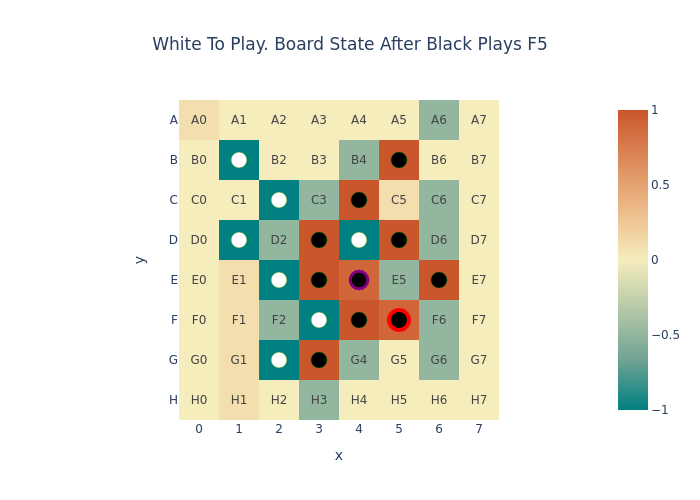 White To Play. Board State After Black Plays F5
A A0 A1 A2 A3 A4 A5 A6 A7
B B0 B2 B3 B4 B6 B7
C C0 C1 C3 C5 C6 C7
D D0 D2 D6 D7
E E0 E1 E5 E7
F F0 F1 F2 F6 F7
G G0 G1 G4 G5 G6 G7
H H0 H1 H2 H3 H4 H5 H6 H7
0 1 2 3 4 5 6 7
x
y
1
0.5
0
−0.5
−1